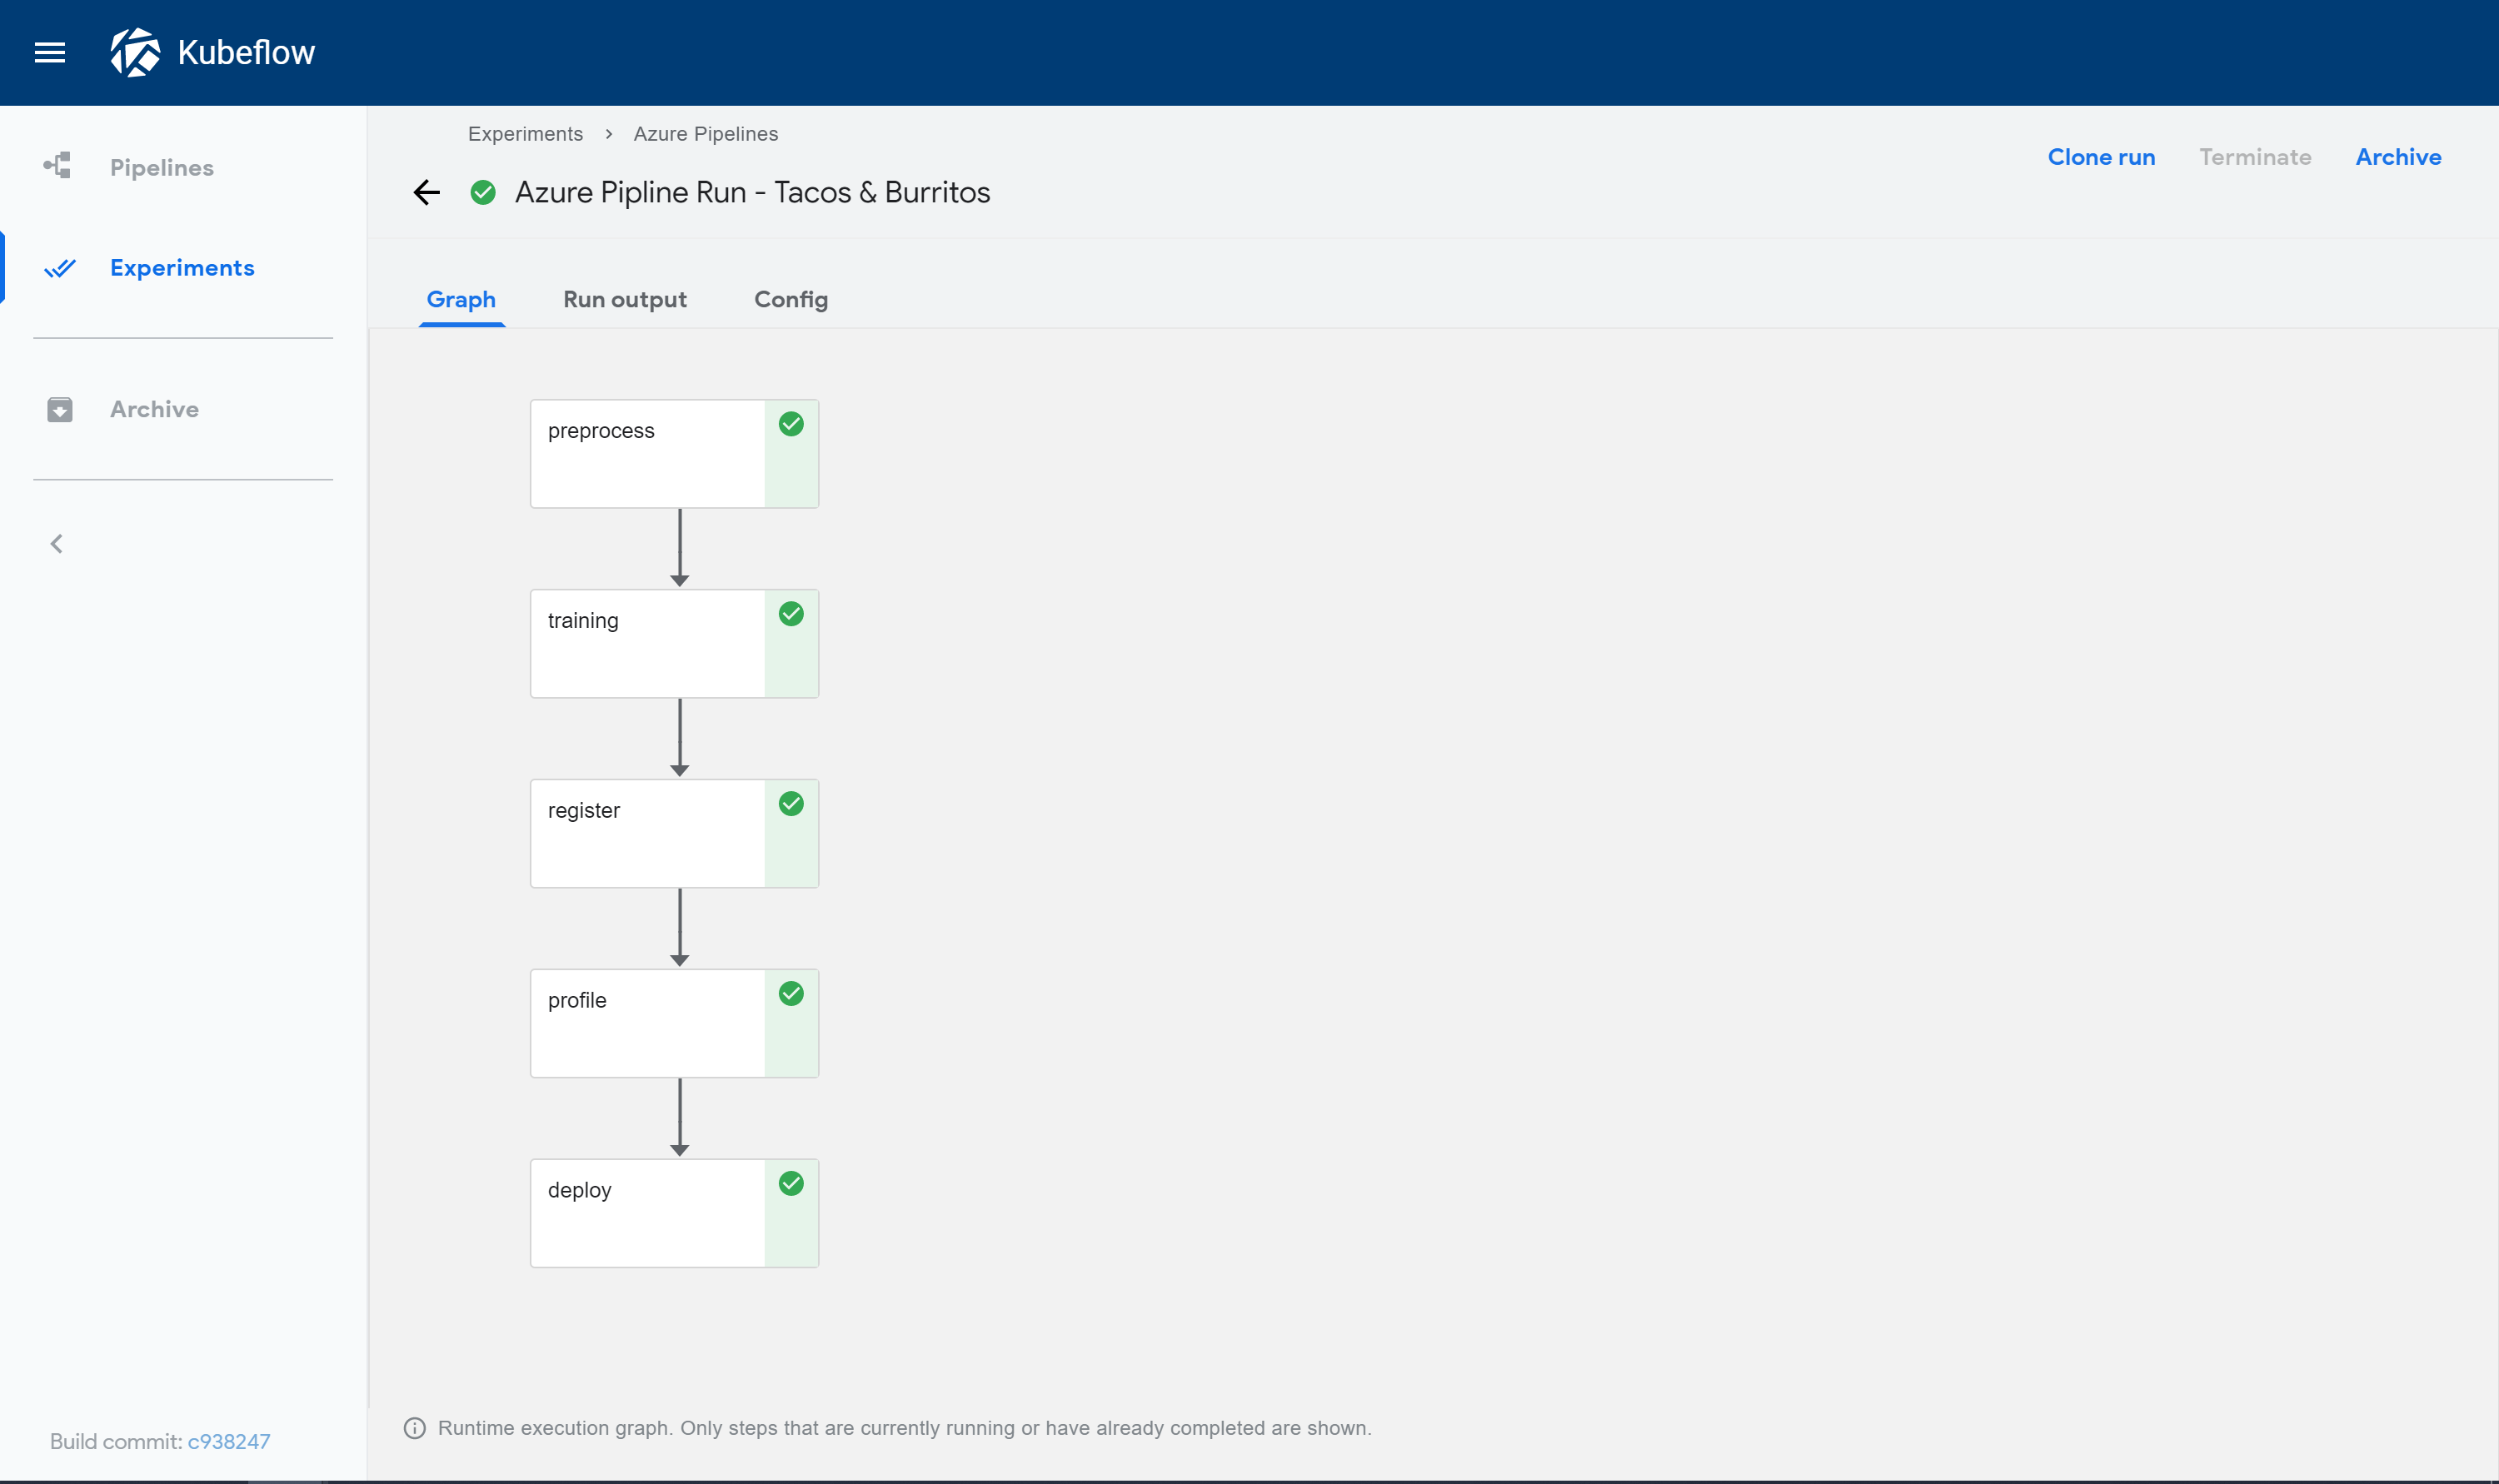 Kubeflow
Pipelines
Experiments
Archive
Build commit: c938247
Experiments > Azure Pipelines
Azure Pipline Run - Tacos & Burritos
Clone run Terminate Archive
Graph Run output Config
preprocess
training
register
profile
deploy
Runtime execution graph. Only steps that are currently running or have already completed are shown.